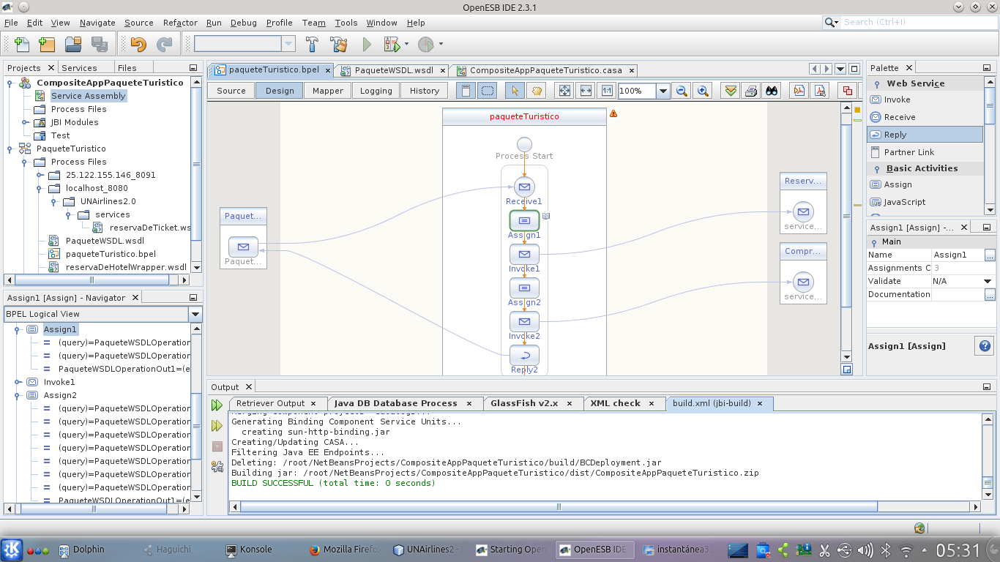 OpenESB IDE 2.3.1
File Edit View Navigate Source Refactor Run Debug Profile Team Tools Window Help
Search (Ctrl+I)
Projects Services Files
CompositeAppPaqueteTuristico
Service Assembly
Process Files
JBI Modules
Test
PaqueteTuristico
Process Files
25.122.155.146_8091
localhost_8080
UNAirlines2.0
services
reservaDeTicket.ws
PaqueteWSDL.wsdl
paqueteTuristico.bpel
reservaDeHotelWrapper.wsdl
Assign1 [Assign] - Navigator
BPEL Logical View
Assign1
(query)=PaqueteWSDLOperation
(query)=PaqueteWSDLOperation
PaqueteWSDLOperationOut1=(e
Invoke1
Assign2
(query)=PaqueteWSDLOperation
(query)=PaqueteWSDLOperation
(query)=PaqueteWSDLOperation
(query)=PaqueteWSDLOperation
(query)=PaqueteWSDLOperation
(query)=PaqueteWSDLOperation
(query)=PaqueteWSDLOperation
PaqueteWSDLOperationOut1=(e
paqueteTuristico.bpel PaqueteWSDL.wsdl CompositeAppPaqueteTuristico.casa
Source Design Mapper Logging History 1:1 100%
paqueteTuristico
Process Start
Receive1
Assign1
Invoke1
Assign2
Invoke2
Reply2
Paquet...
Paquet...
Reserv...
service...
Compr...
service...
Palette
Web Service
Invoke
Receive
Reply
Partner Link
Basic Activities
Assign
JavaScript
Assign1 [Assign] -...
Main
Name Assign1 ...
Assignments C 3
Validate N/A
Documentation ...
Assign1 [Assign]
Output
Retriever Output Java DB Database Process GlassFish v2.x XML check build.xml (jbi-build)
Generating Binding Component Service Units...
creating sun-http-binding.jar
Creating/Updating CASA...
Filtering Java EE Endpoints...
Deleting: /root/NetBeansProjects/CompositeAppPaqueteTuristico/build/BCDeployment.jar
Building jar: /root/NetBeansProjects/CompositeAppPaqueteTuristico/dist/CompositeAppPaqueteTuristico.zip
BUILD SUCCESSFUL (total time: 0 seconds)
Dolphin Haguichi Konsole Mozilla Firefo UNAirlines2 - Starting Open OpenESB IDE instantánea3 05:31